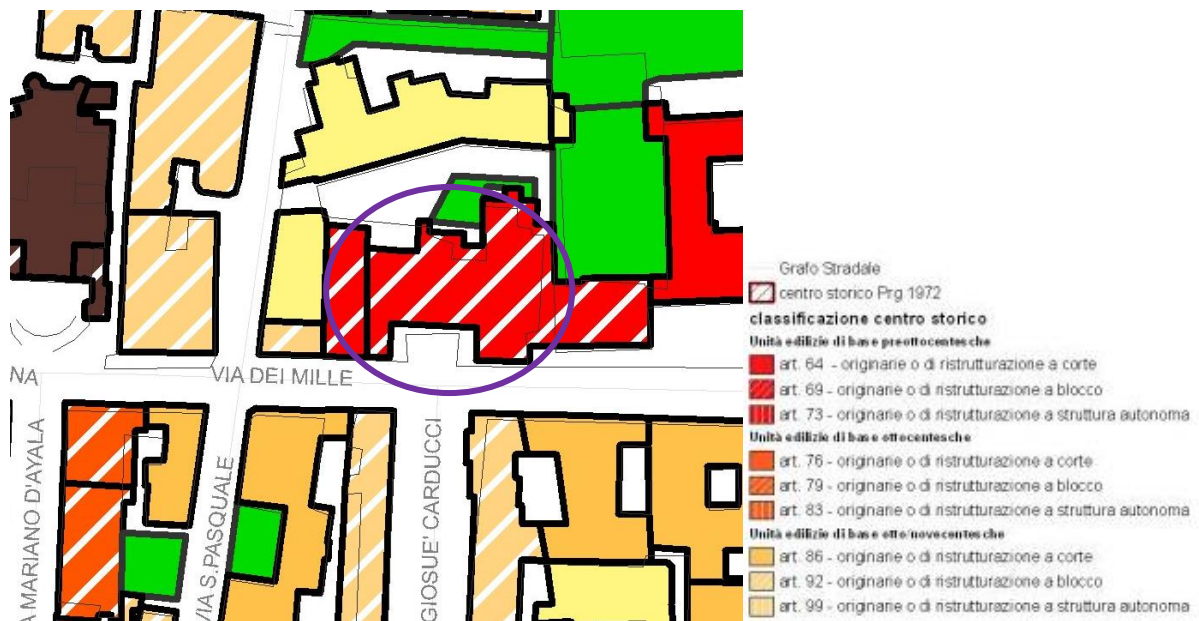 NA
VIA DEI MILLE
A MARIANO D'AYALA
VIA S.PASQUALE
GIOSUE' CARDUCCI
Grafo Stradale
centro storico Prg 1972
classificazione centro storico
Unità edilizie di base preottocentesche
art. 64 - originarie o di ristrutturazione a corte
art. 69 - originarie o di ristrutturazione a blocco
art. 73 - originarie o di ristrutturazione a struttura autonoma
Unità edilizie di base ottocentesche
art. 76 - originarie o di ristrutturazione a corte
art. 79 - originarie o di ristrutturazione a blocco
art. 83 - originarie o di ristrutturazione a struttura autonoma
Unità edilizie di base otto/novecentesche
art. 86 - originarie o di ristrutturazione a corte
art. 92 - originarie o di ristrutturazione a blocco
art. 99 - originarie o di ristrutturazione a struttura autonoma